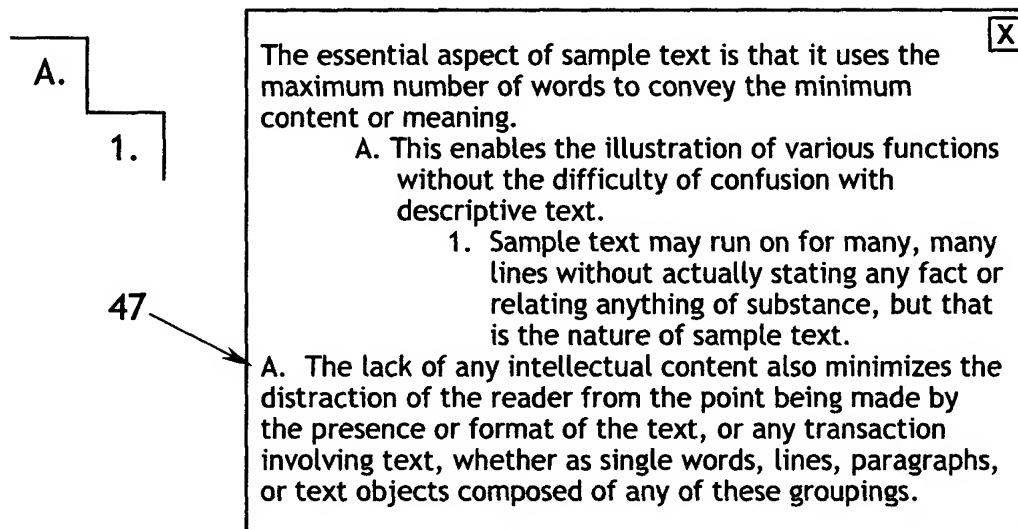 A.
1.
47
X
The essential aspect of sample text is that it uses the
maximum number of words to convey the minimum
content or meaning.
A. This enables the illustration of various functions
without the difficulty of confusion with
descriptive text.
1. Sample text may run on for many, many
lines without actually stating any fact or
relating anything of substance, but that
is the nature of sample text.
A. The lack of any intellectual content also minimizes the
distraction of the reader from the point being made by
the presence or format of the text, or any transaction
involving text, whether as single words, lines, paragraphs,
or text objects composed of any of these groupings.